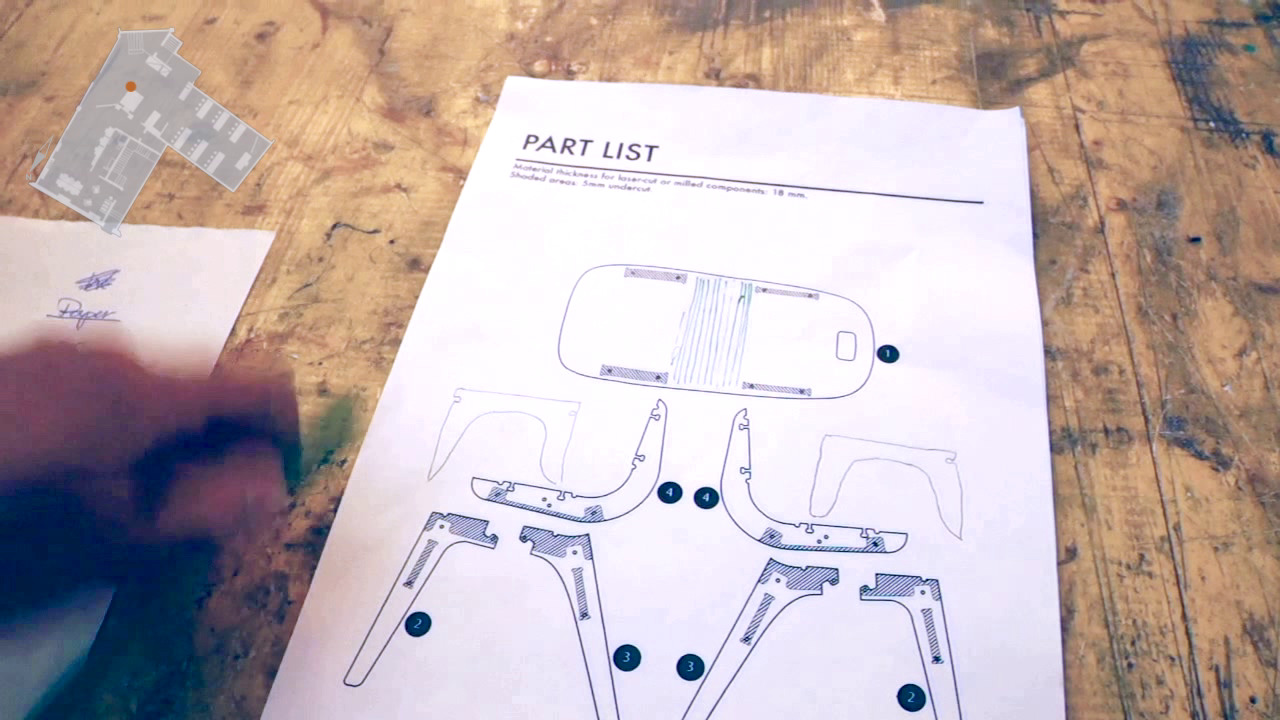 PART LIST
Material thickness for laser-cut or milled components: 18 mm.
Shaded areas: 5mm undercut
Paper
1
4 4
2
3
3
2